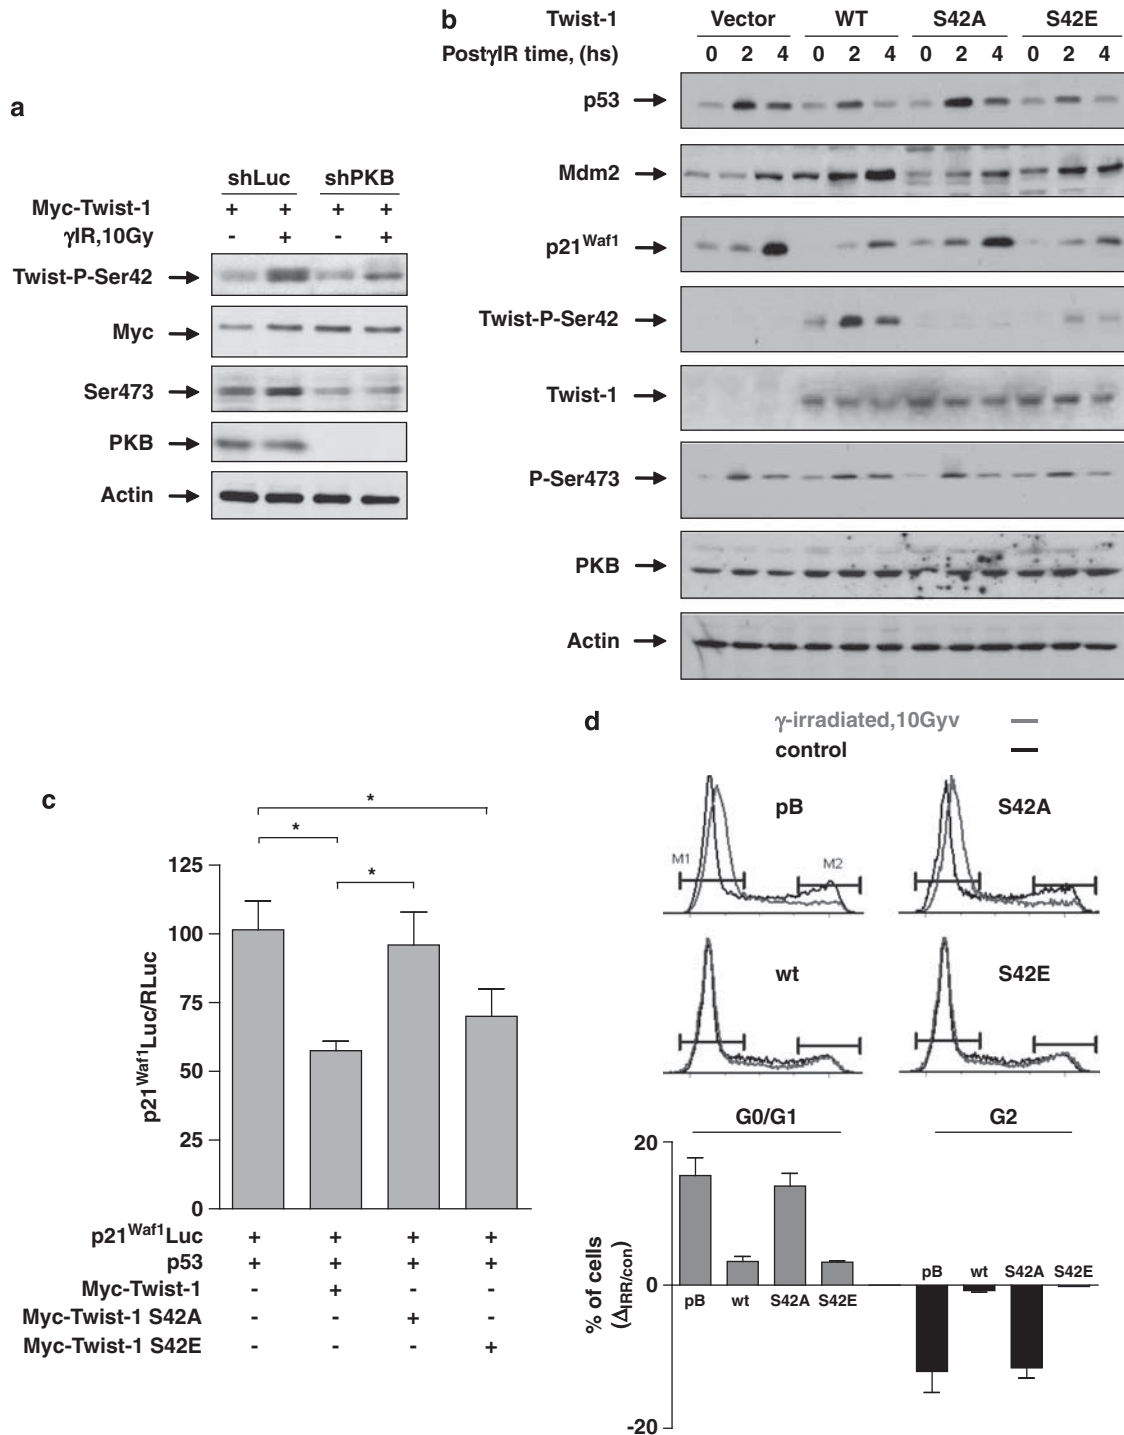 a
shLuc shPKB
Myc-Twist-1 + + + +
γIR,10Gy - + - +
Twist-P-Ser42
Myc
Ser473
PKB
Actin
b
Twist-1 Vector WT S42A S42E
PostγIR time, (hs) 0 2 4 0 2 4 0 2 4 0 2 4
p53
Mdm2
p21Waf1
Twist-P-Ser42
Twist-1
P-Ser473
PKB
Actin
c
* 
*
*
p21Waf1Luc/RLuc
125
100
75
50
25
0
p21Waf1Luc + + + +
p53 + + + +
Myc-Twist-1 - + - -
Myc-Twist-1 S42A - - + -
Myc-Twist-1 S42E - - - +
d
γ-irradiated,10Gyv
control
pB S42A
M1 M2
wt S42E
G0/G1 G2
% of cells
(ΔIRR/con)
20
0
-20
pB wt S42A S42E
pB wt S42A S42E